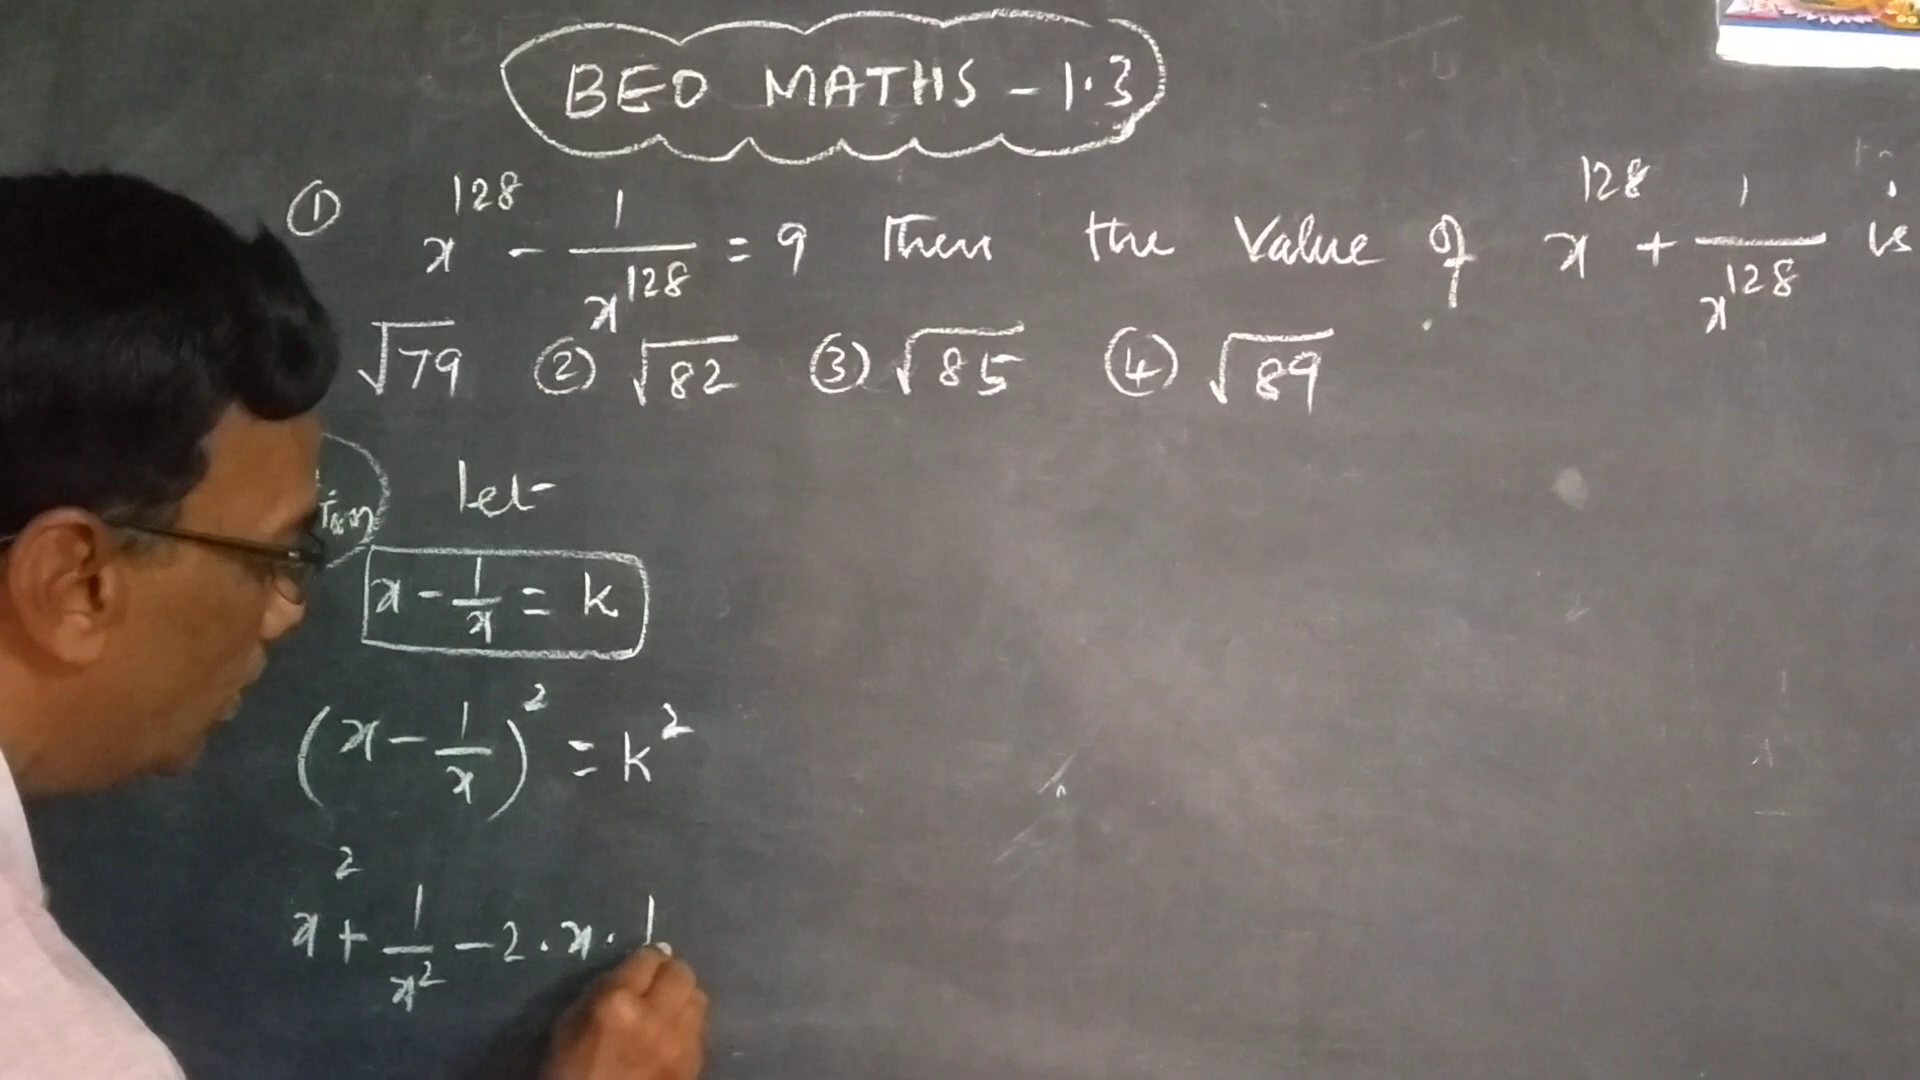 BED MATHS - 1.3
① x^128 - 1/x^128 = 9 Then the Value of x^128 + 1/x^128 is
√79 ② √82 ③ √85 ④ √89
let
x - 1/x = k
(x - 1/x)^2 = k^2
x^2 + 1/x^2 - 2 · x · 1